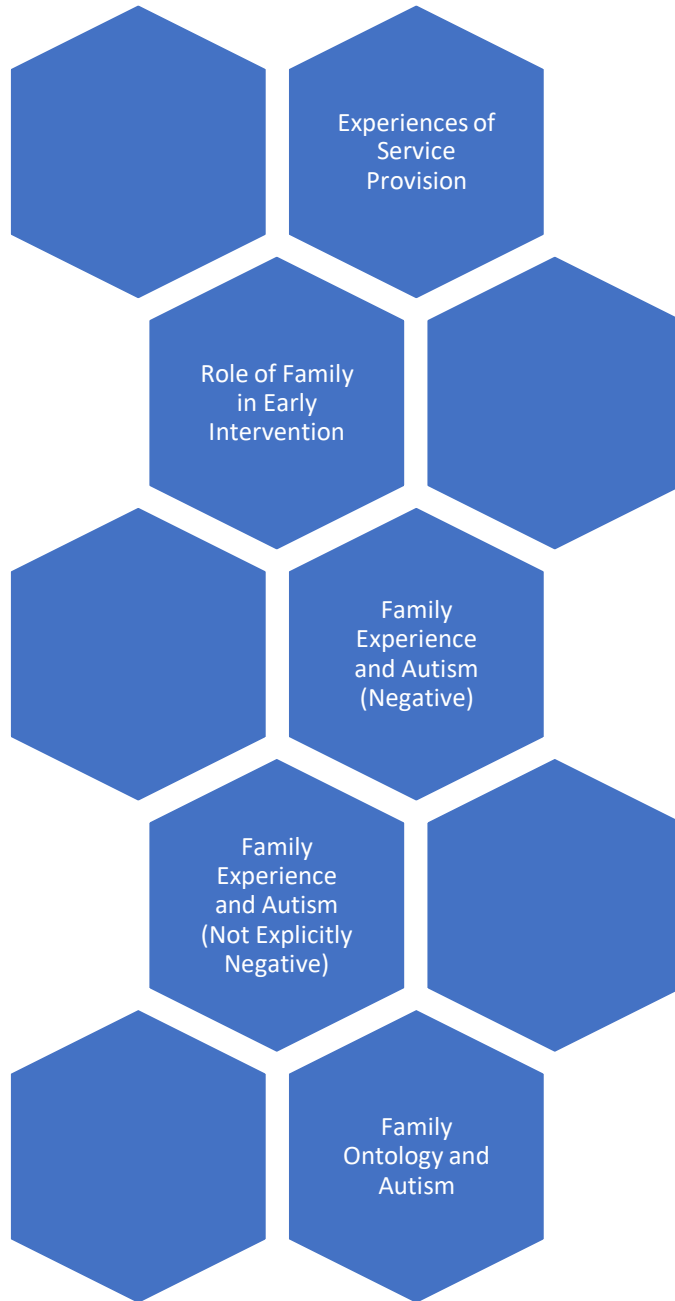 Experiences of
Service
Provision
Role of Family
in Early
Intervention
Family
Experience
and Autism
(Negative)
Family
Experience
and Autism
(Not Explicitly
Negative)
Family
Ontology and
Autism